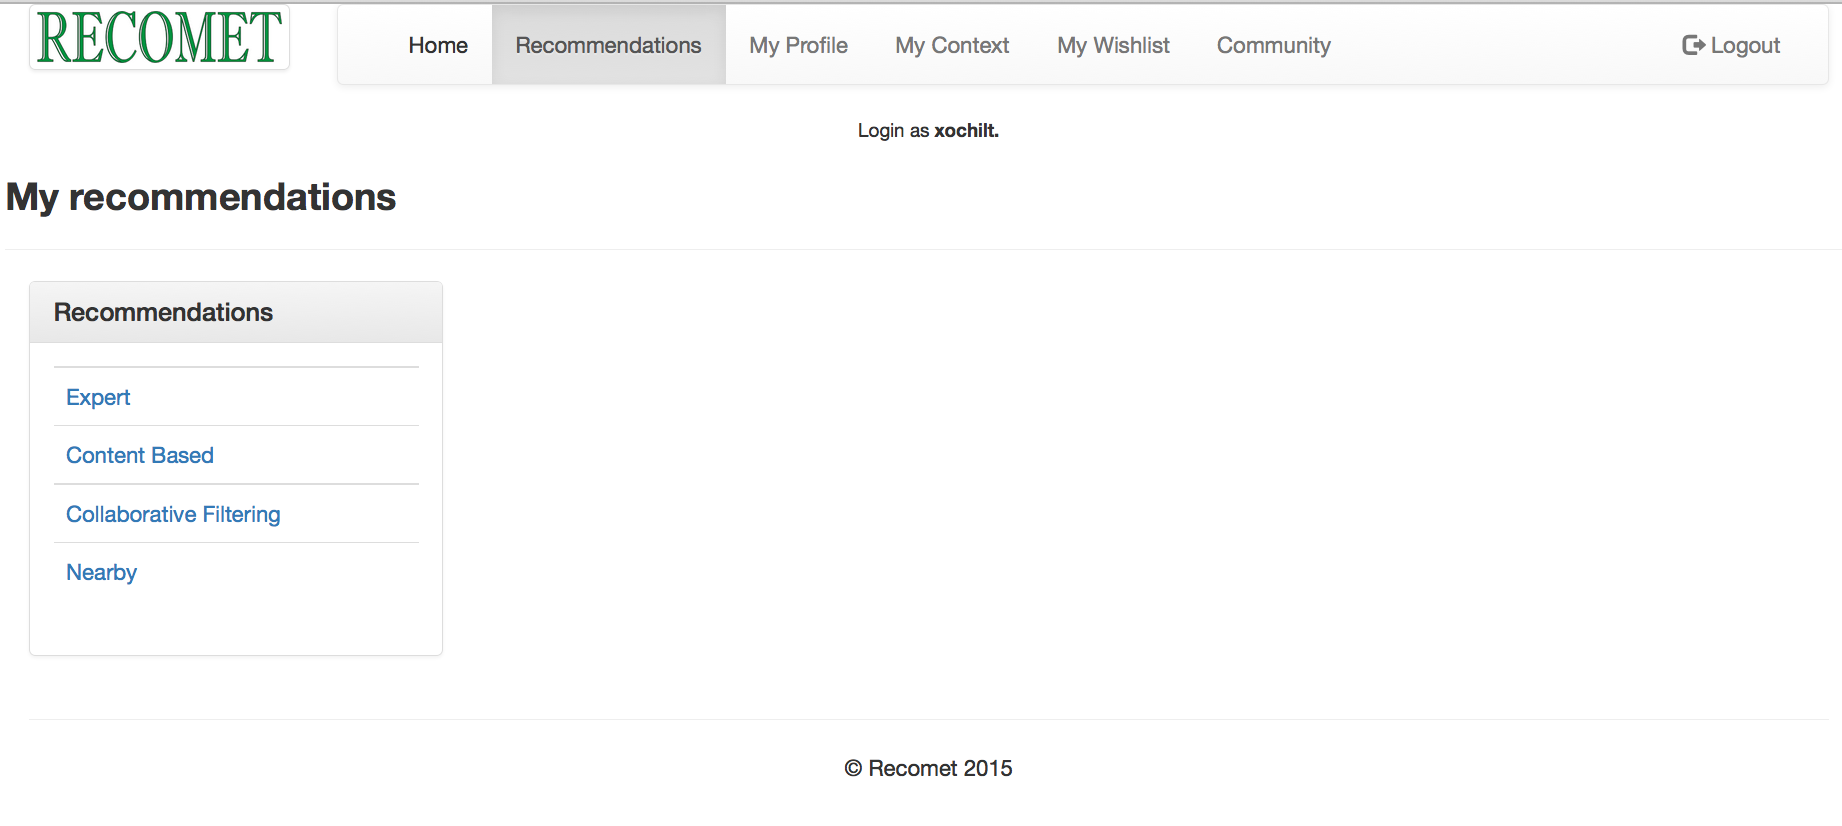 RECOMET
Home Recommendations My Profile My Context My Wishlist Community Logout
Login as xochilt.
My recommendations
Recommendations
Expert
Content Based
Collaborative Filtering
Nearby
© Recomet 2015